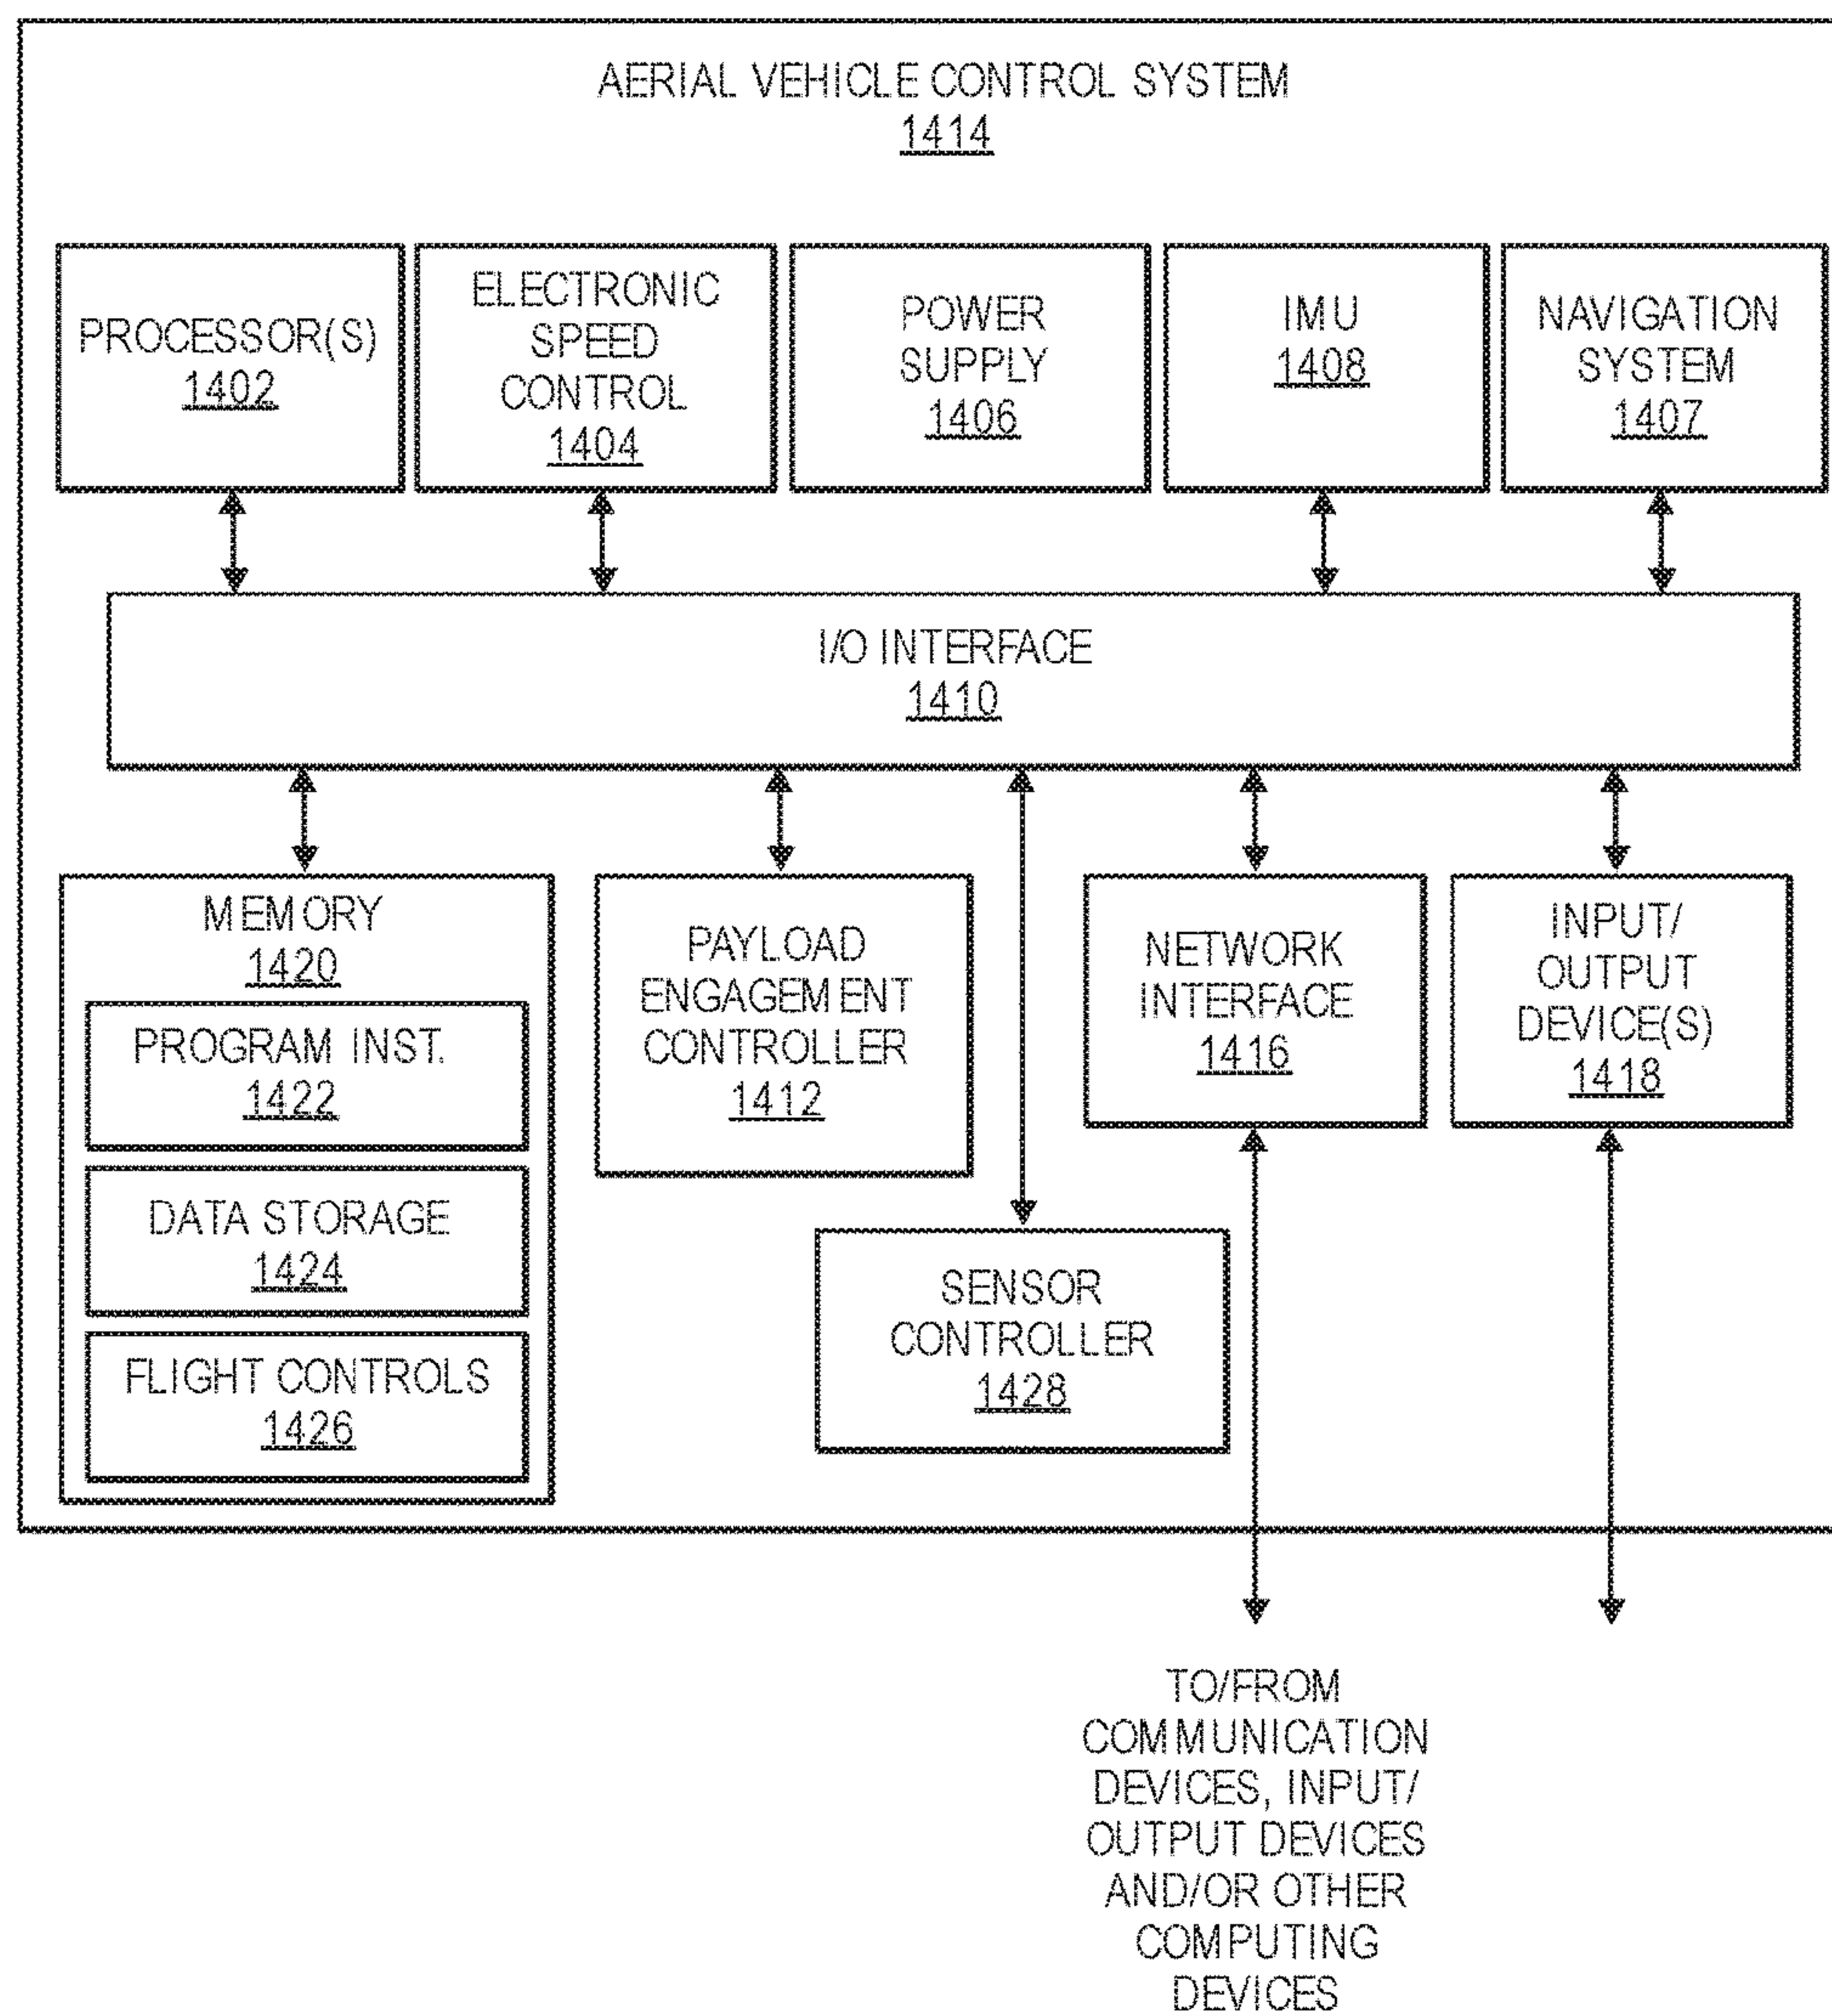 AERIAL VEHICLE CONTROL SYSTEM
1414
PROCESSOR(S)
1402
ELECTRONIC
SPEED
CONTROL
1404
POWER
SUPPLY
1406
IMU
1408
NAVIGATION
SYSTEM
1407
I/O INTERFACE
1410
MEMORY
1420
PROGRAM INST.
1422
DATA STORAGE
1424
FLIGHT CONTROLS
1426
PAYLOAD
ENGAGEMENT
CONTROLLER
1412
SENSOR
CONTROLLER
1428
NETWORK
INTERFACE
1416
INPUT/
OUTPUT
DEVICE(S)
1418
TO/FROM
COMMUNICATION
DEVICES, INPUT/
OUTPUT DEVICES
AND/OR OTHER
COMPUTING
DEVICES